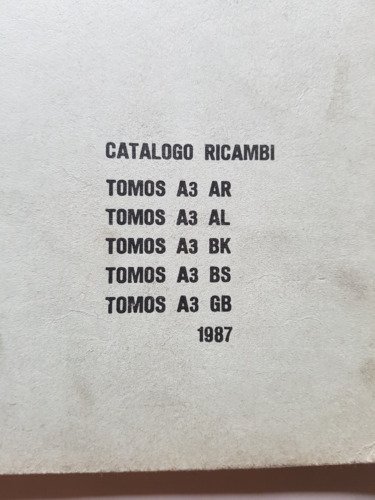 CATALOGO RICAMBI
TOMOS A3 AR
TOMOS A3 AL
TOMOS A3 BK
TOMOS A3 BS
TOMOS A3 GB
1987